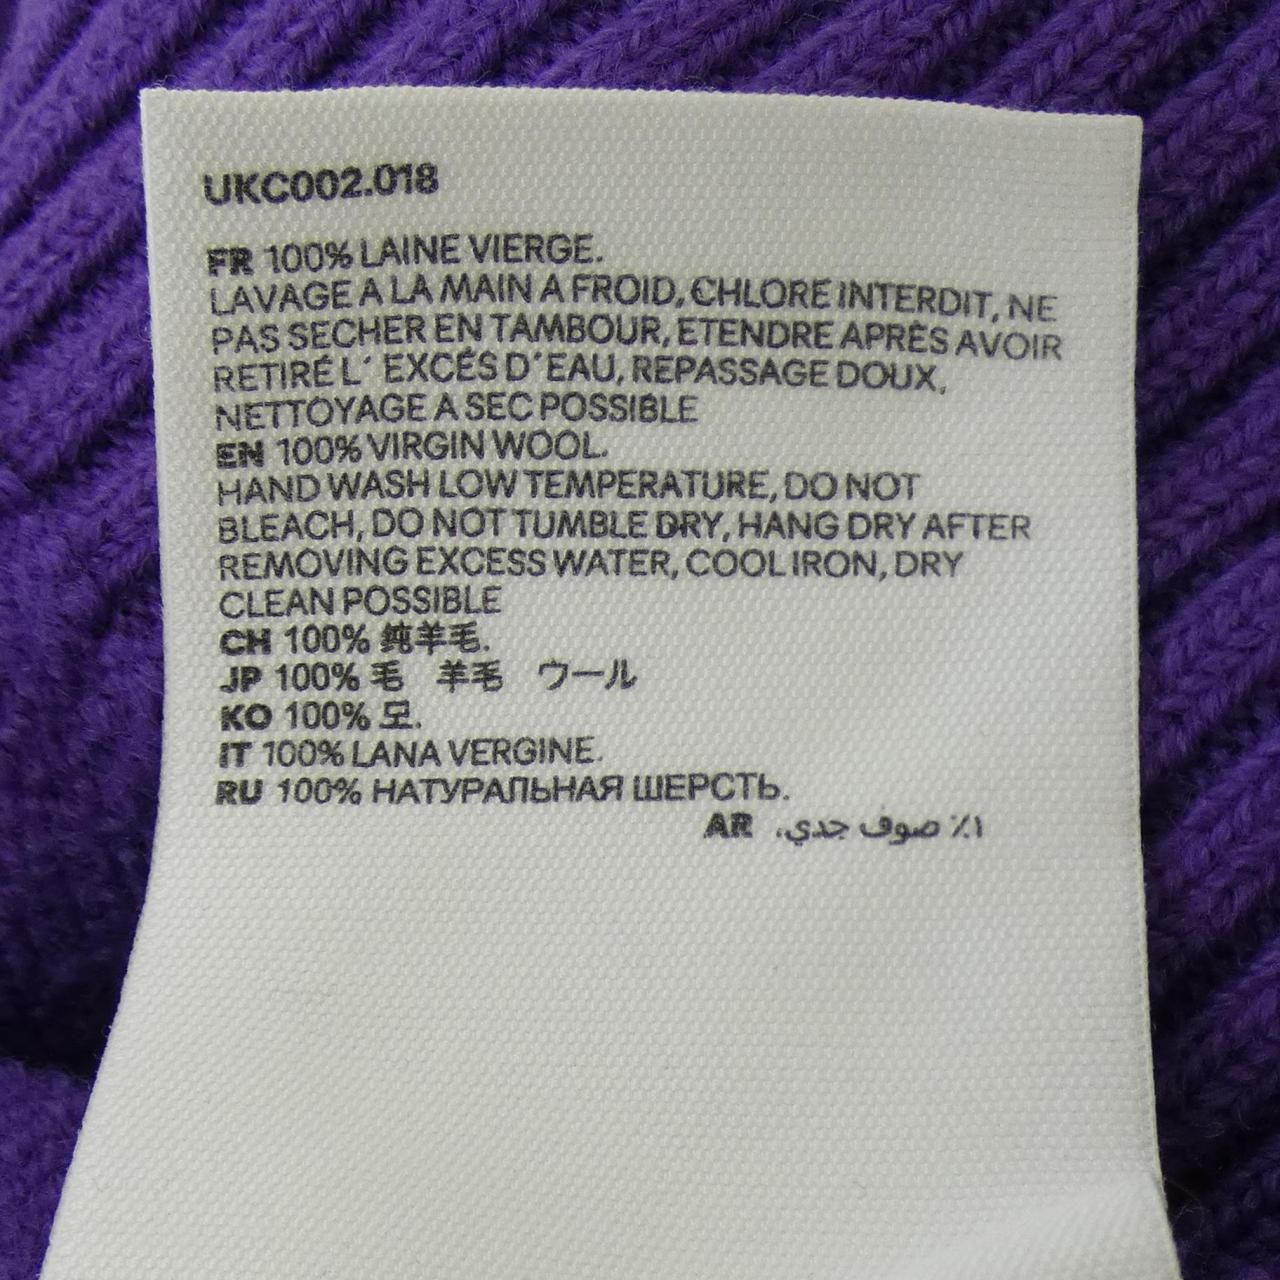 UKC002.018
FR 100% LAINE VIERGE.
LAVAGE A LA MAIN A FROID, CHLORE INTERDIT, NE
PAS SECHER EN TAMBOUR, ETENDRE APRÈS AVOIR
RETIRÉ L' EXCÉS D'EAU, REPASSAGE DOUX,
NETTOYAGE A SEC POSSIBLE
EN 100% VIRGIN WOOL.
HAND WASH LOW TEMPERATURE, DO NOT
BLEACH, DO NOT TUMBLE DRY, HANG DRY AFTER
REMOVING EXCESS WATER, COOL IRON, DRY
CLEAN POSSIBLE
CH 100% 纯羊毛.
JP 100% 毛 羊毛 ウール
KO 100% 모.
IT 100% LANA VERGINE.
RU 100% НАТУРАЛЬНАЯ ШЕРСТЬ.
١٪ صوف جدي. AR